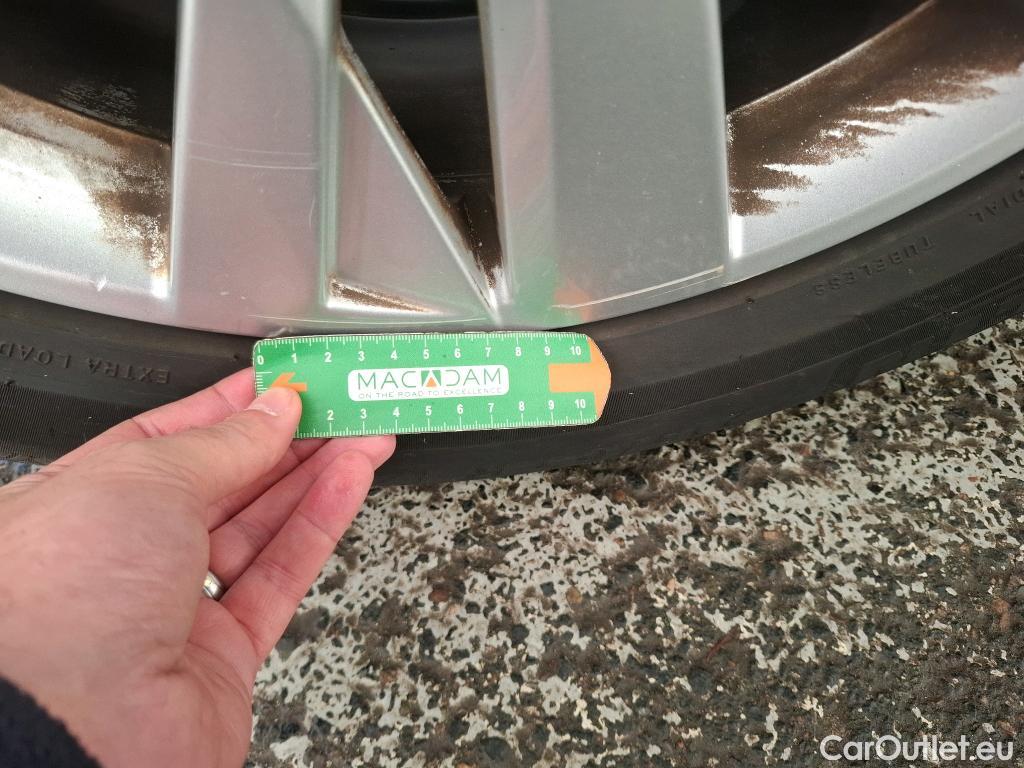 DIAL
TUBELESS
EXTRA LOAD
0 1 2 3 4 5 6 7 8 9 10
MACADAM
ON THE ROAD TO EXCELLENCE
2 3 4 5 6 7 8 9 10
CarOutlet.eu